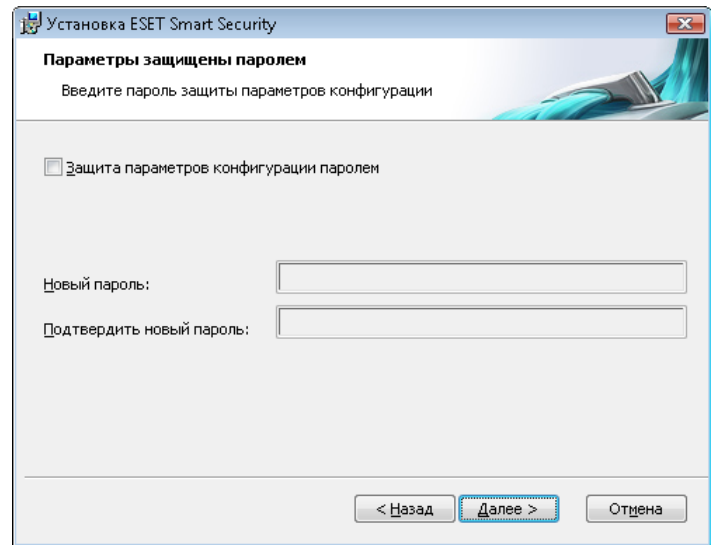 Установка ESET Smart Security
Параметры защищены паролем
Введите пароль защиты параметров конфигурации
Защита параметров конфигурации паролем
Новый пароль:
Подтвердить новый пароль:
< Назад Далее > Отмена